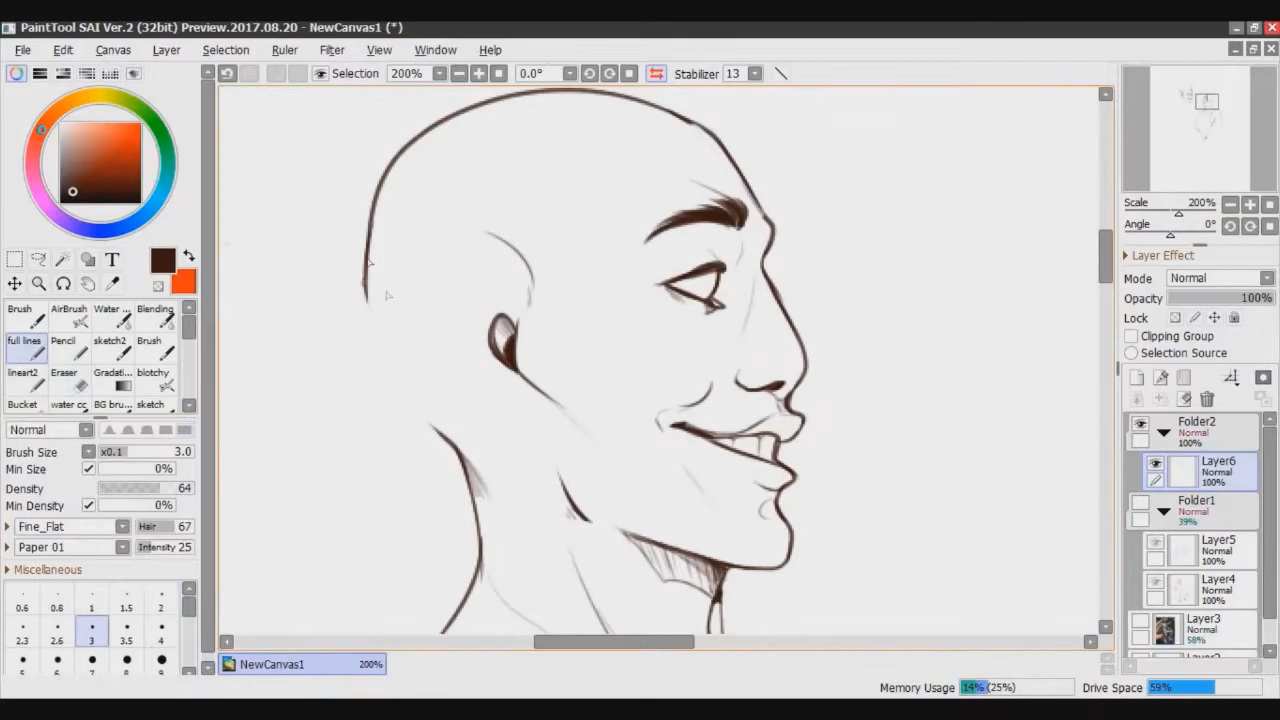 PaintTool SAI Ver.2 (32bit) Preview.2017.08.20 - NewCanvas1 (*)
File Edit Canvas Layer Selection Ruler Filter View Window Help
Selection 200% 0.0° Stabilizer 13
Scale 200%
Angle 0°
Layer Effect
Mode Normal
Opacity 100%
Lock
Clipping Group
Selection Source
T
Brush AirBrush Water ... Blending
full lines Pencil sketch2 Brush
lineart2 Eraser Gradati... blotchy
Bucket water cc BG bru... sketch
Normal
Brush Size x0.1 3.0
Min Size 0%
Density 64
Min Density 0%
Fine_Flat Hair 67
Paper 01 Intensity 25
Miscellaneous
0.6 0.8 1 1.5 2
2.3 2.6 3 3.5 4
5 6 7 8 9
Folder2
Normal
100%
Layer6
Normal
100%
Folder1
Normal
39%
Layer5
Normal
100%
Layer4
Normal
100%
Layer3
Normal
58%
NewCanvas1 200%
Memory Usage 14% (25%) Drive Space 59%